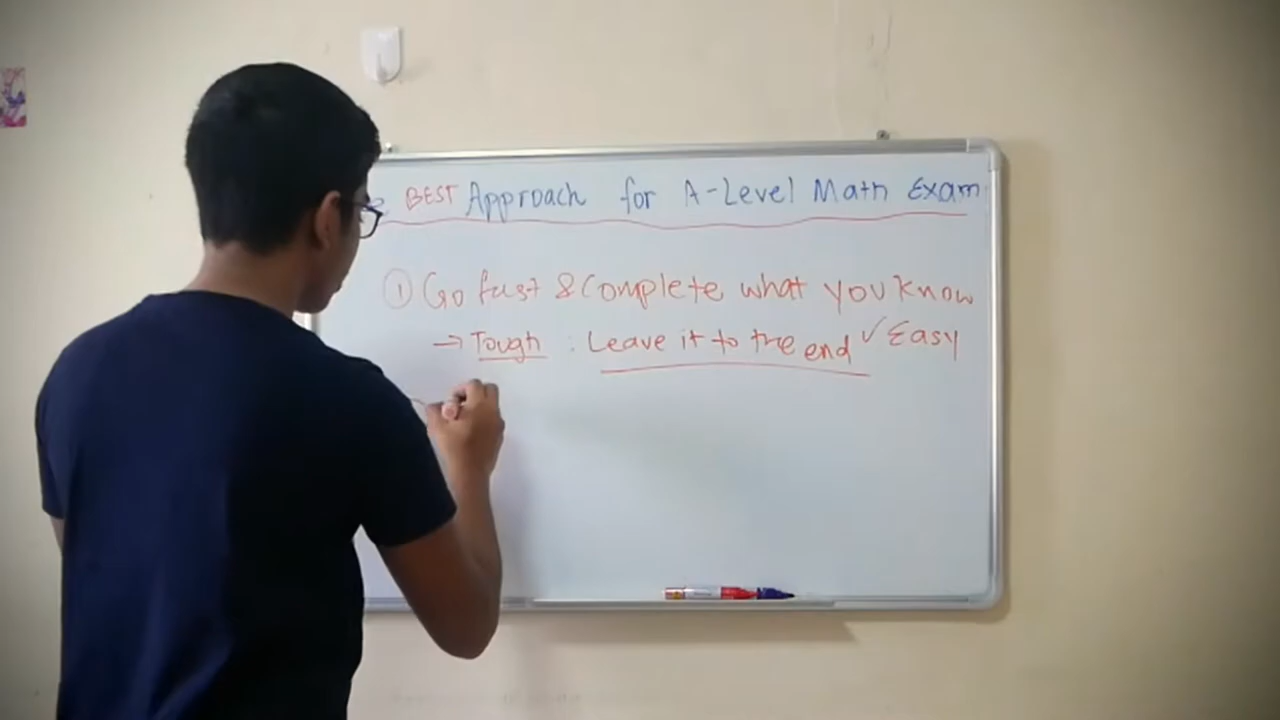 BEST Approach for A-Level Math Exam
① Go fast & Complete what you know
→ Tough : Leave it to the end ✓ Easy